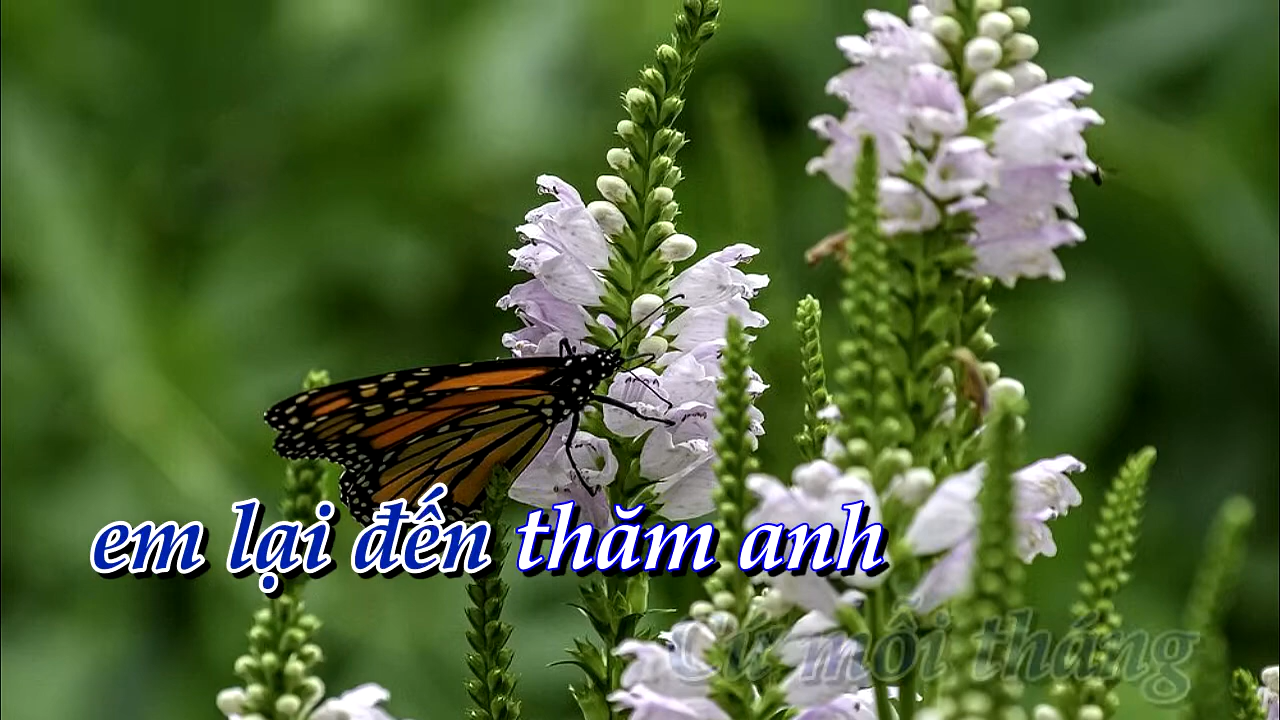 em lại đến thăm anh
Cứ mỗi tháng